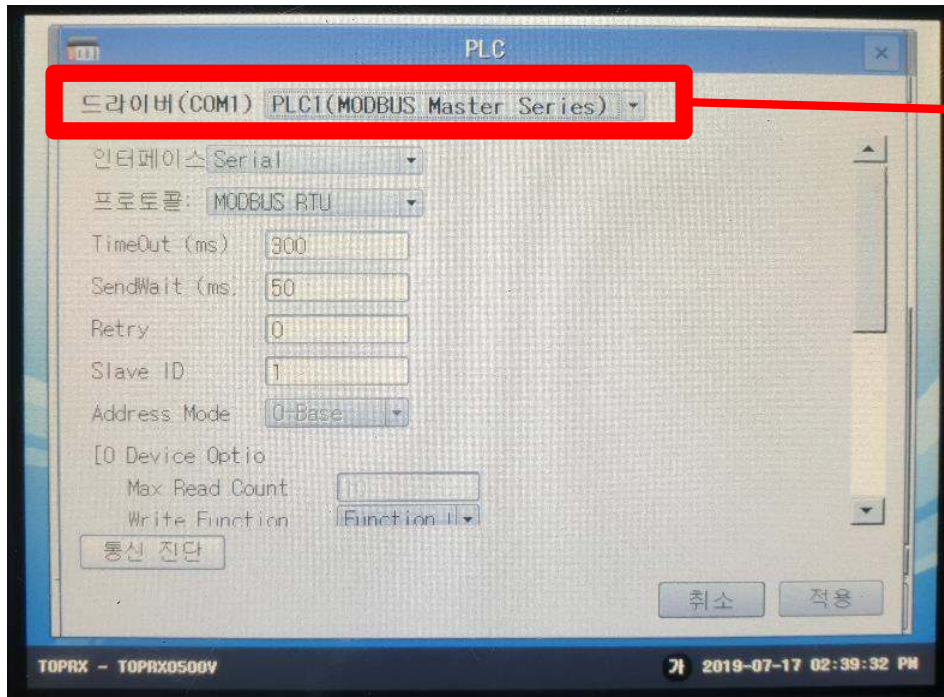 PLC
드라이버(COM1) PLC1(MODBUS Master Series)
인터페이스 Serial
프로토콜: MODBUS RTU
TimeOut (ms) 300
SendWait (ms) 50
Retry 0
Slave ID 1
Address Mode 0-Base
[0 Device Optio
Max Read Count
Write Function Function
통신 진단
취소 적용
TOPRX - TOPRX0500V 가 2019-07-17 02:39:32 PM